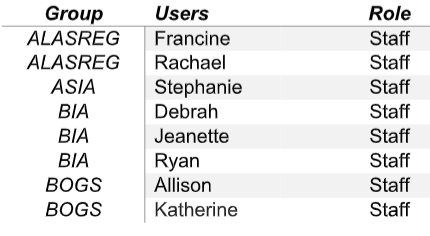 Group Users Role
ALASREG Francine Staff
ALASREG Rachael Staff
ASIA Stephanie Staff
BIA Debrah Staff
BIA Jeanette Staff
BIA Ryan Staff
BOGS Allison Staff
BOGS Katherine Staff